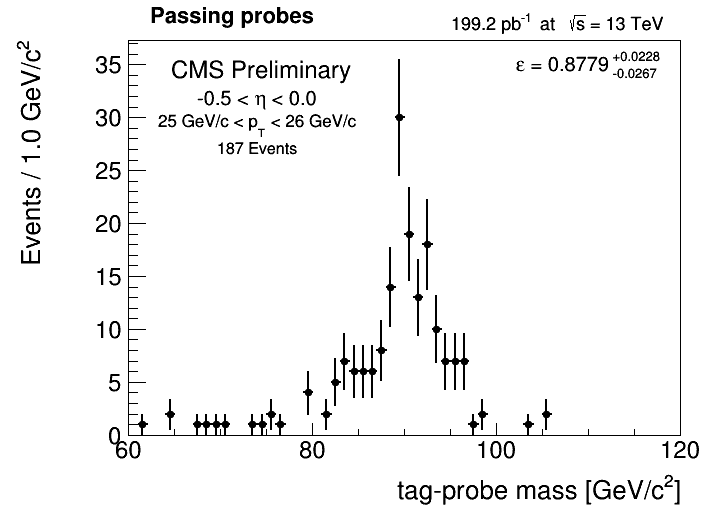 Passing probes
199.2 pb⁻¹ at √s = 13 TeV
CMS Preliminary
ε = 0.8779 +0.0228 -0.0267
-0.5 < η < 0.0
25 GeV/c < p_T < 26 GeV/c
187 Events
Events / 1.0 GeV/c²
35
30
25
20
15
10
5
0
60 80 100 120
tag-probe mass [GeV/c²]